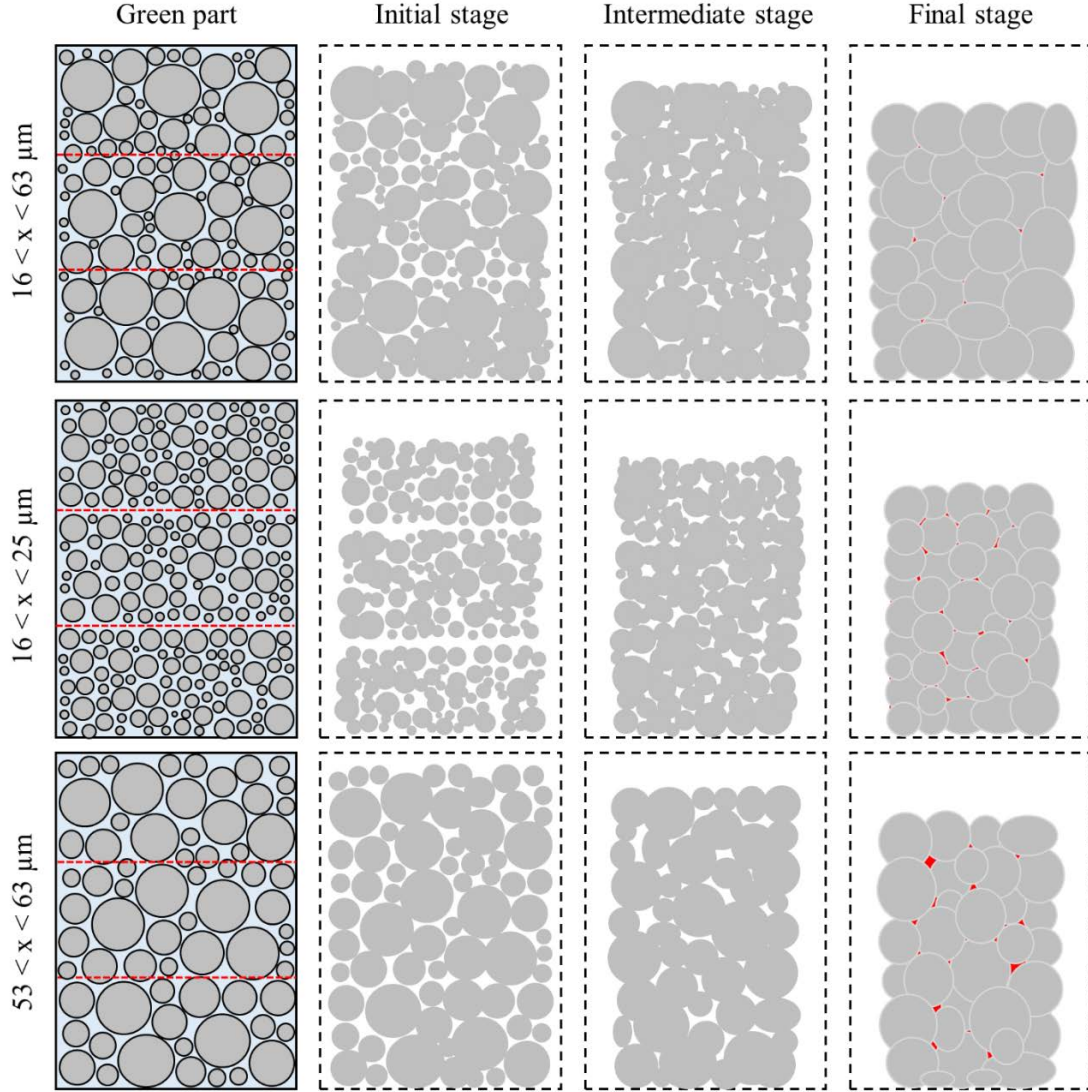 Green part
Initial stage
Intermediate stage
Final stage
16 < x < 63 μm
16 < x < 25 μm
53 < x < 63 μm